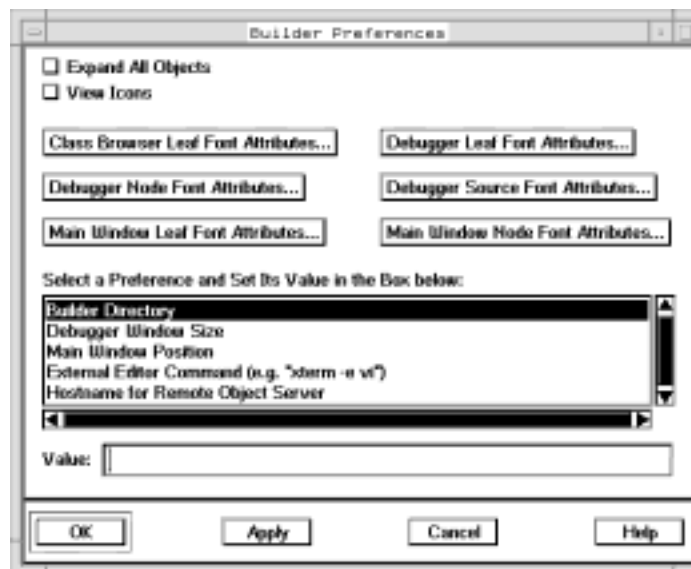 Builder Preferences
Expand All Objects
View Icons
Class Browser Leaf Font Attributes... Debugger Leaf Font Attributes...
Debugger Node Font Attributes... Debugger Source Font Attributes...
Main Window Leaf Font Attributes... Main Window Node Font Attributes...
Select a Preference and Set Its Value in the Box below:
Builder Directory
Debugger Window Size
Main Window Position
External Editor Command (e.g. "xterm -e vi")
Hostname for Remote Object Server
Value:
OK Apply Cancel Help